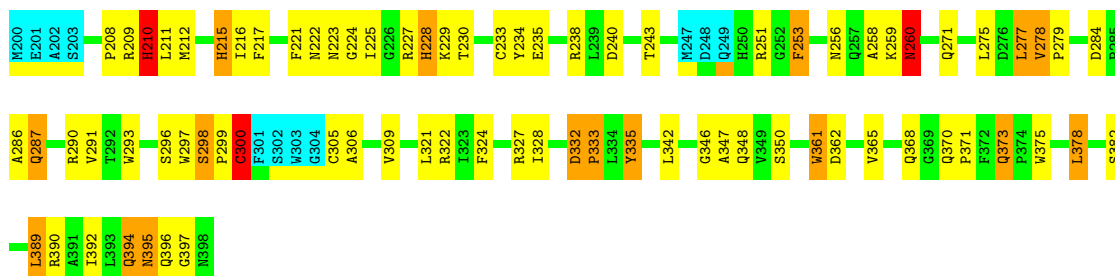 M200 E201 A202 S203 P208 R209 H210 L211 M212 H215 I216 F217 F221 N222 N223 G224 I225 G226 R227 H228 K229 T230 C233 Y234 E235 R238 L239 D240 T243 M247 D248 Q249 H250 R251 G252 F253 N256 Q257 A258 K259 N260 Q271 L275 D276 L277 V278 P279 D284
A286 Q287 R290 V291 T292 W293 S296 W297 S298 P299 C300 F301 S302 W303 G304 C305 A306 V309 L321 R322 I323 F324 R327 I328 D332 P333 L334 Y335 L342 G346 A347 Q348 V349 S350 W361 D362 V365 Q368 G369 Q370 P371 F372 Q373 P374 W375 L378
L389 R390 A391 I392 L393 Q394 N395 Q396 G397 N398